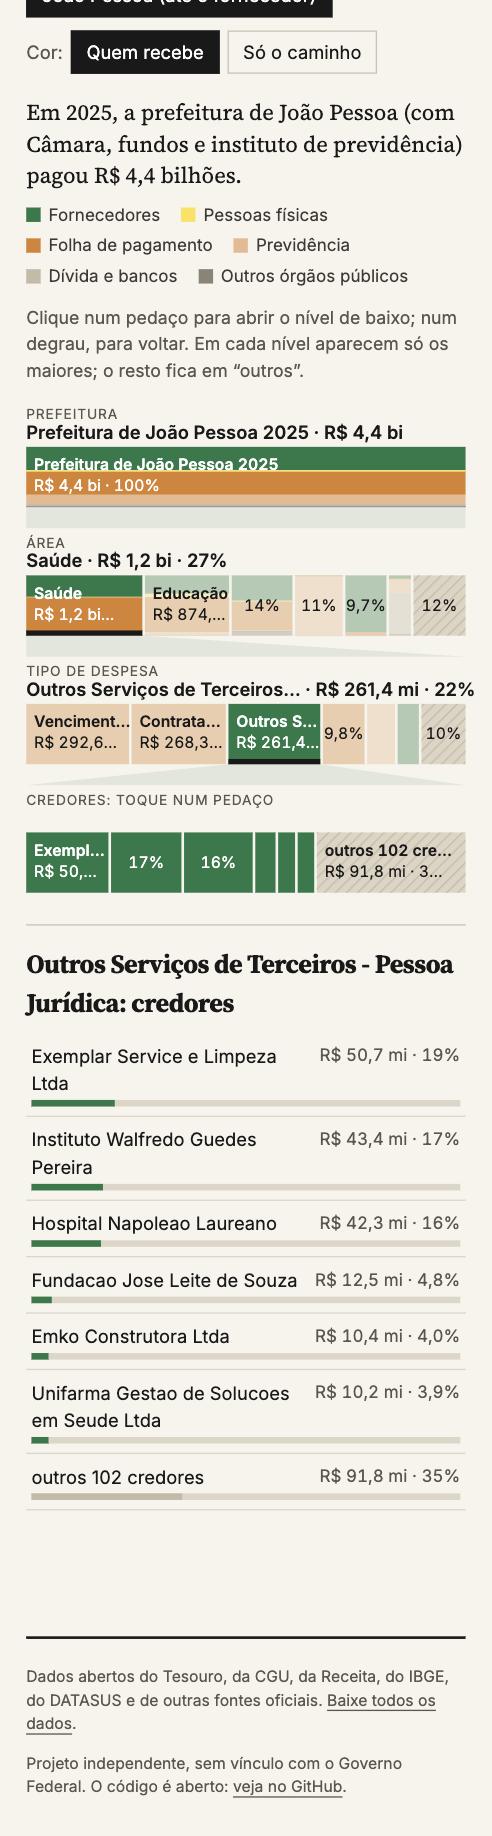 Cor: Quem recebe Só o caminho
Em 2025, a prefeitura de João Pessoa (com
Câmara, fundos e instituto de previdência)
pagou R$ 4,4 bilhões.
Fornecedores Pessoas físicas
Folha de pagamento Previdência
Dívida e bancos Outros órgãos públicos
Clique num pedaço para abrir o nível de baixo; num
degrau, para voltar. Em cada nível aparecem só os
maiores; o resto fica em “outros”.
PREFEITURA
Prefeitura de João Pessoa 2025 · R$ 4,4 bi
Prefeitura de João Pessoa 2025
R$ 4,4 bi · 100%
ÁREA
Saúde · R$ 1,2 bi · 27%
Saúde
R$ 1,2 bi…
Educação
R$ 874,…
14%
11%
9,7%
12%
TIPO DE DESPESA
Outros Serviços de Terceiros… · R$ 261,4 mi · 22%
Venciment…
R$ 292,6…
Contrata…
R$ 268,3…
Outros S…
R$ 261,4…
9,8%
10%
CREDORES: TOQUE NUM PEDAÇO
Exempl…
R$ 50,…
17%
16%
outros 102 cre…
R$ 91,8 mi · 3…
Outros Serviços de Terceiros - Pessoa
Jurídica: credores
Exemplar Service e Limpeza R$ 50,7 mi · 19%
Ltda
Instituto Walfredo Guedes R$ 43,4 mi · 17%
Pereira
Hospital Napoleao Laureano R$ 42,3 mi · 16%
Fundacao Jose Leite de Souza R$ 12,5 mi · 4,8%
Emko Construtora Ltda R$ 10,4 mi · 4,0%
Unifarma Gestao de Solucoes R$ 10,2 mi · 3,9%
em Seude Ltda
outros 102 credores R$ 91,8 mi · 35%
Dados abertos do Tesouro, da CGU, da Receita, do IBGE,
do DATASUS e de outras fontes oficiais. Baixe todos os
dados.
Projeto independente, sem vínculo com o Governo
Federal. O código é aberto: veja no GitHub.